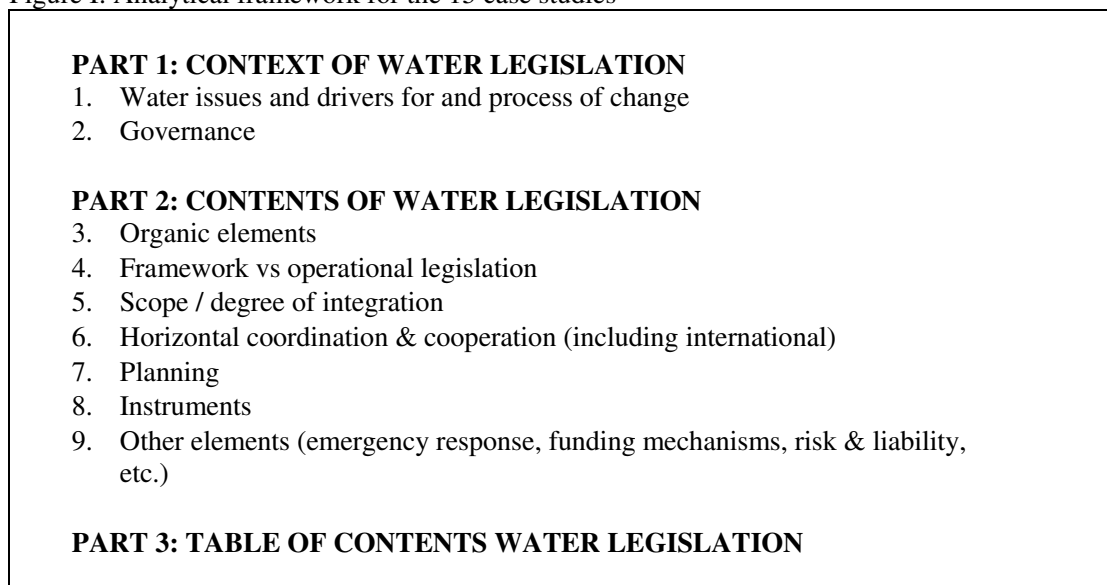 Figure 1. Analytical framework for the 15 case studies
PART 1: CONTEXT OF WATER LEGISLATION
1. Water issues and drivers for and process of change
2. Governance
PART 2: CONTENTS OF WATER LEGISLATION
3. Organic elements
4. Framework vs operational legislation
5. Scope / degree of integration
6. Horizontal coordination & cooperation (including international)
7. Planning
8. Instruments
9. Other elements (emergency response, funding mechanisms, risk & liability,
etc.)
PART 3: TABLE OF CONTENTS WATER LEGISLATION